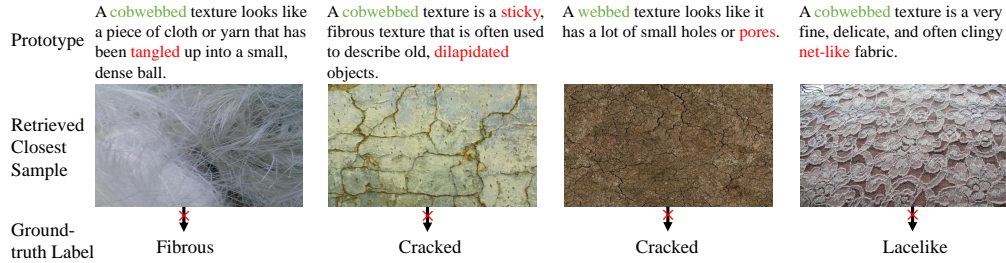 Prototype
A cobwebbed texture looks like
a piece of cloth or yarn that has
been tangled up into a small,
dense ball.
A cobwebbed texture is a sticky,
fibrous texture that is often used
to describe old, dilapidated
objects.
A webbed texture looks like it
has a lot of small holes or pores.
A cobwebbed texture is a very
fine, delicate, and often clingy
net-like fabric.
Retrieved
Closest
Sample
Ground-
truth Label
Fibrous
Cracked
Cracked
Lacelike